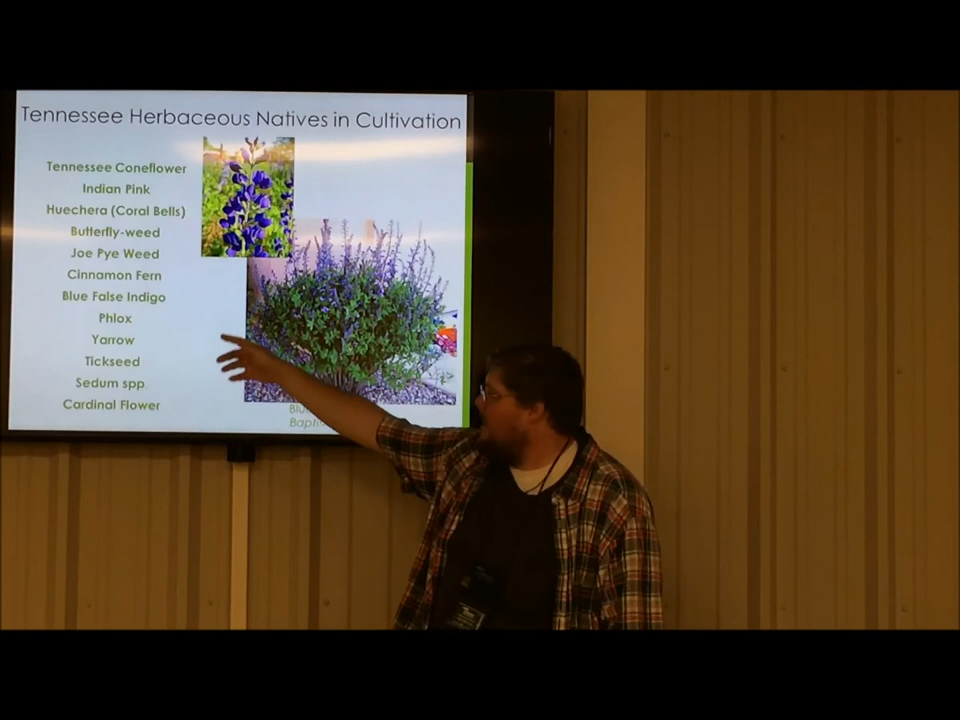 Tennessee Herbaceous Natives in Cultivation
Tennessee Coneflower
Indian Pink
Huechera (Coral Bells)
Butterfly-weed
Joe Pye Weed
Cinnamon Fern
Blue False Indigo
Phlox
Yarrow
Tickseed
Sedum spp.
Cardinal Flower